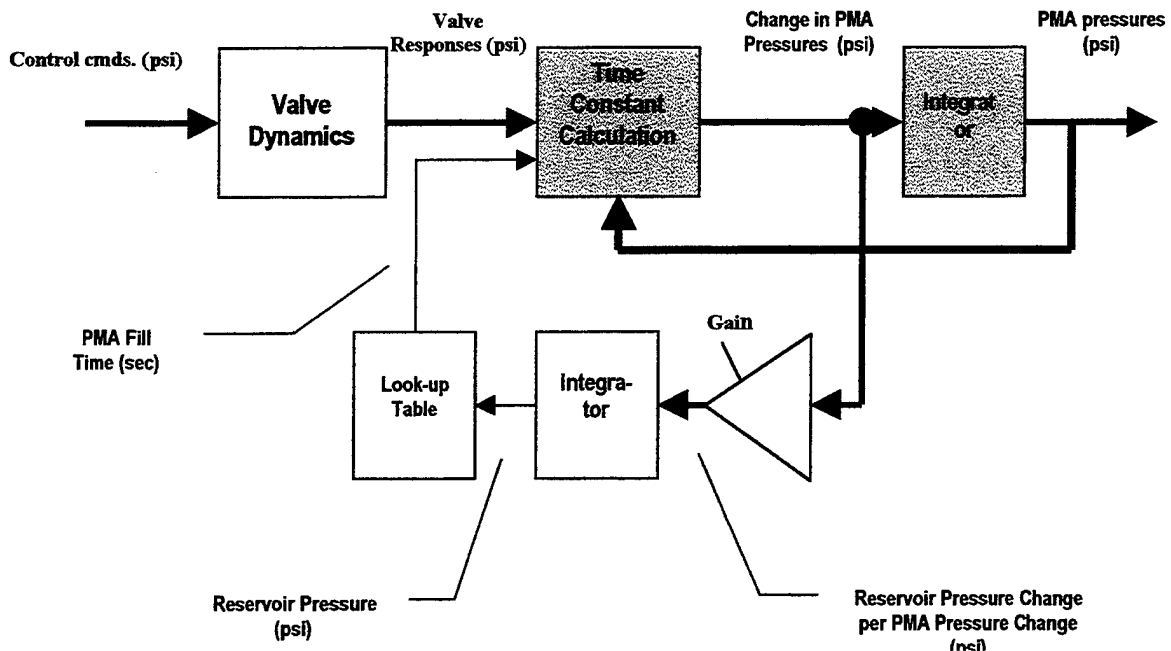 Control cmds. (psi)
Valve
Dynamics
Valve
Responses (psi)
Time
Constant
Calculation
Change in PMA
Pressures (psi)
Integrat
or
PMA pressures
(psi)
PMA Fill
Time (sec)
Look-up
Table
Integra-
tor
Gain
Reservoir Pressure
(psi)
Reservoir Pressure Change
per PMA Pressure Change
(psi)